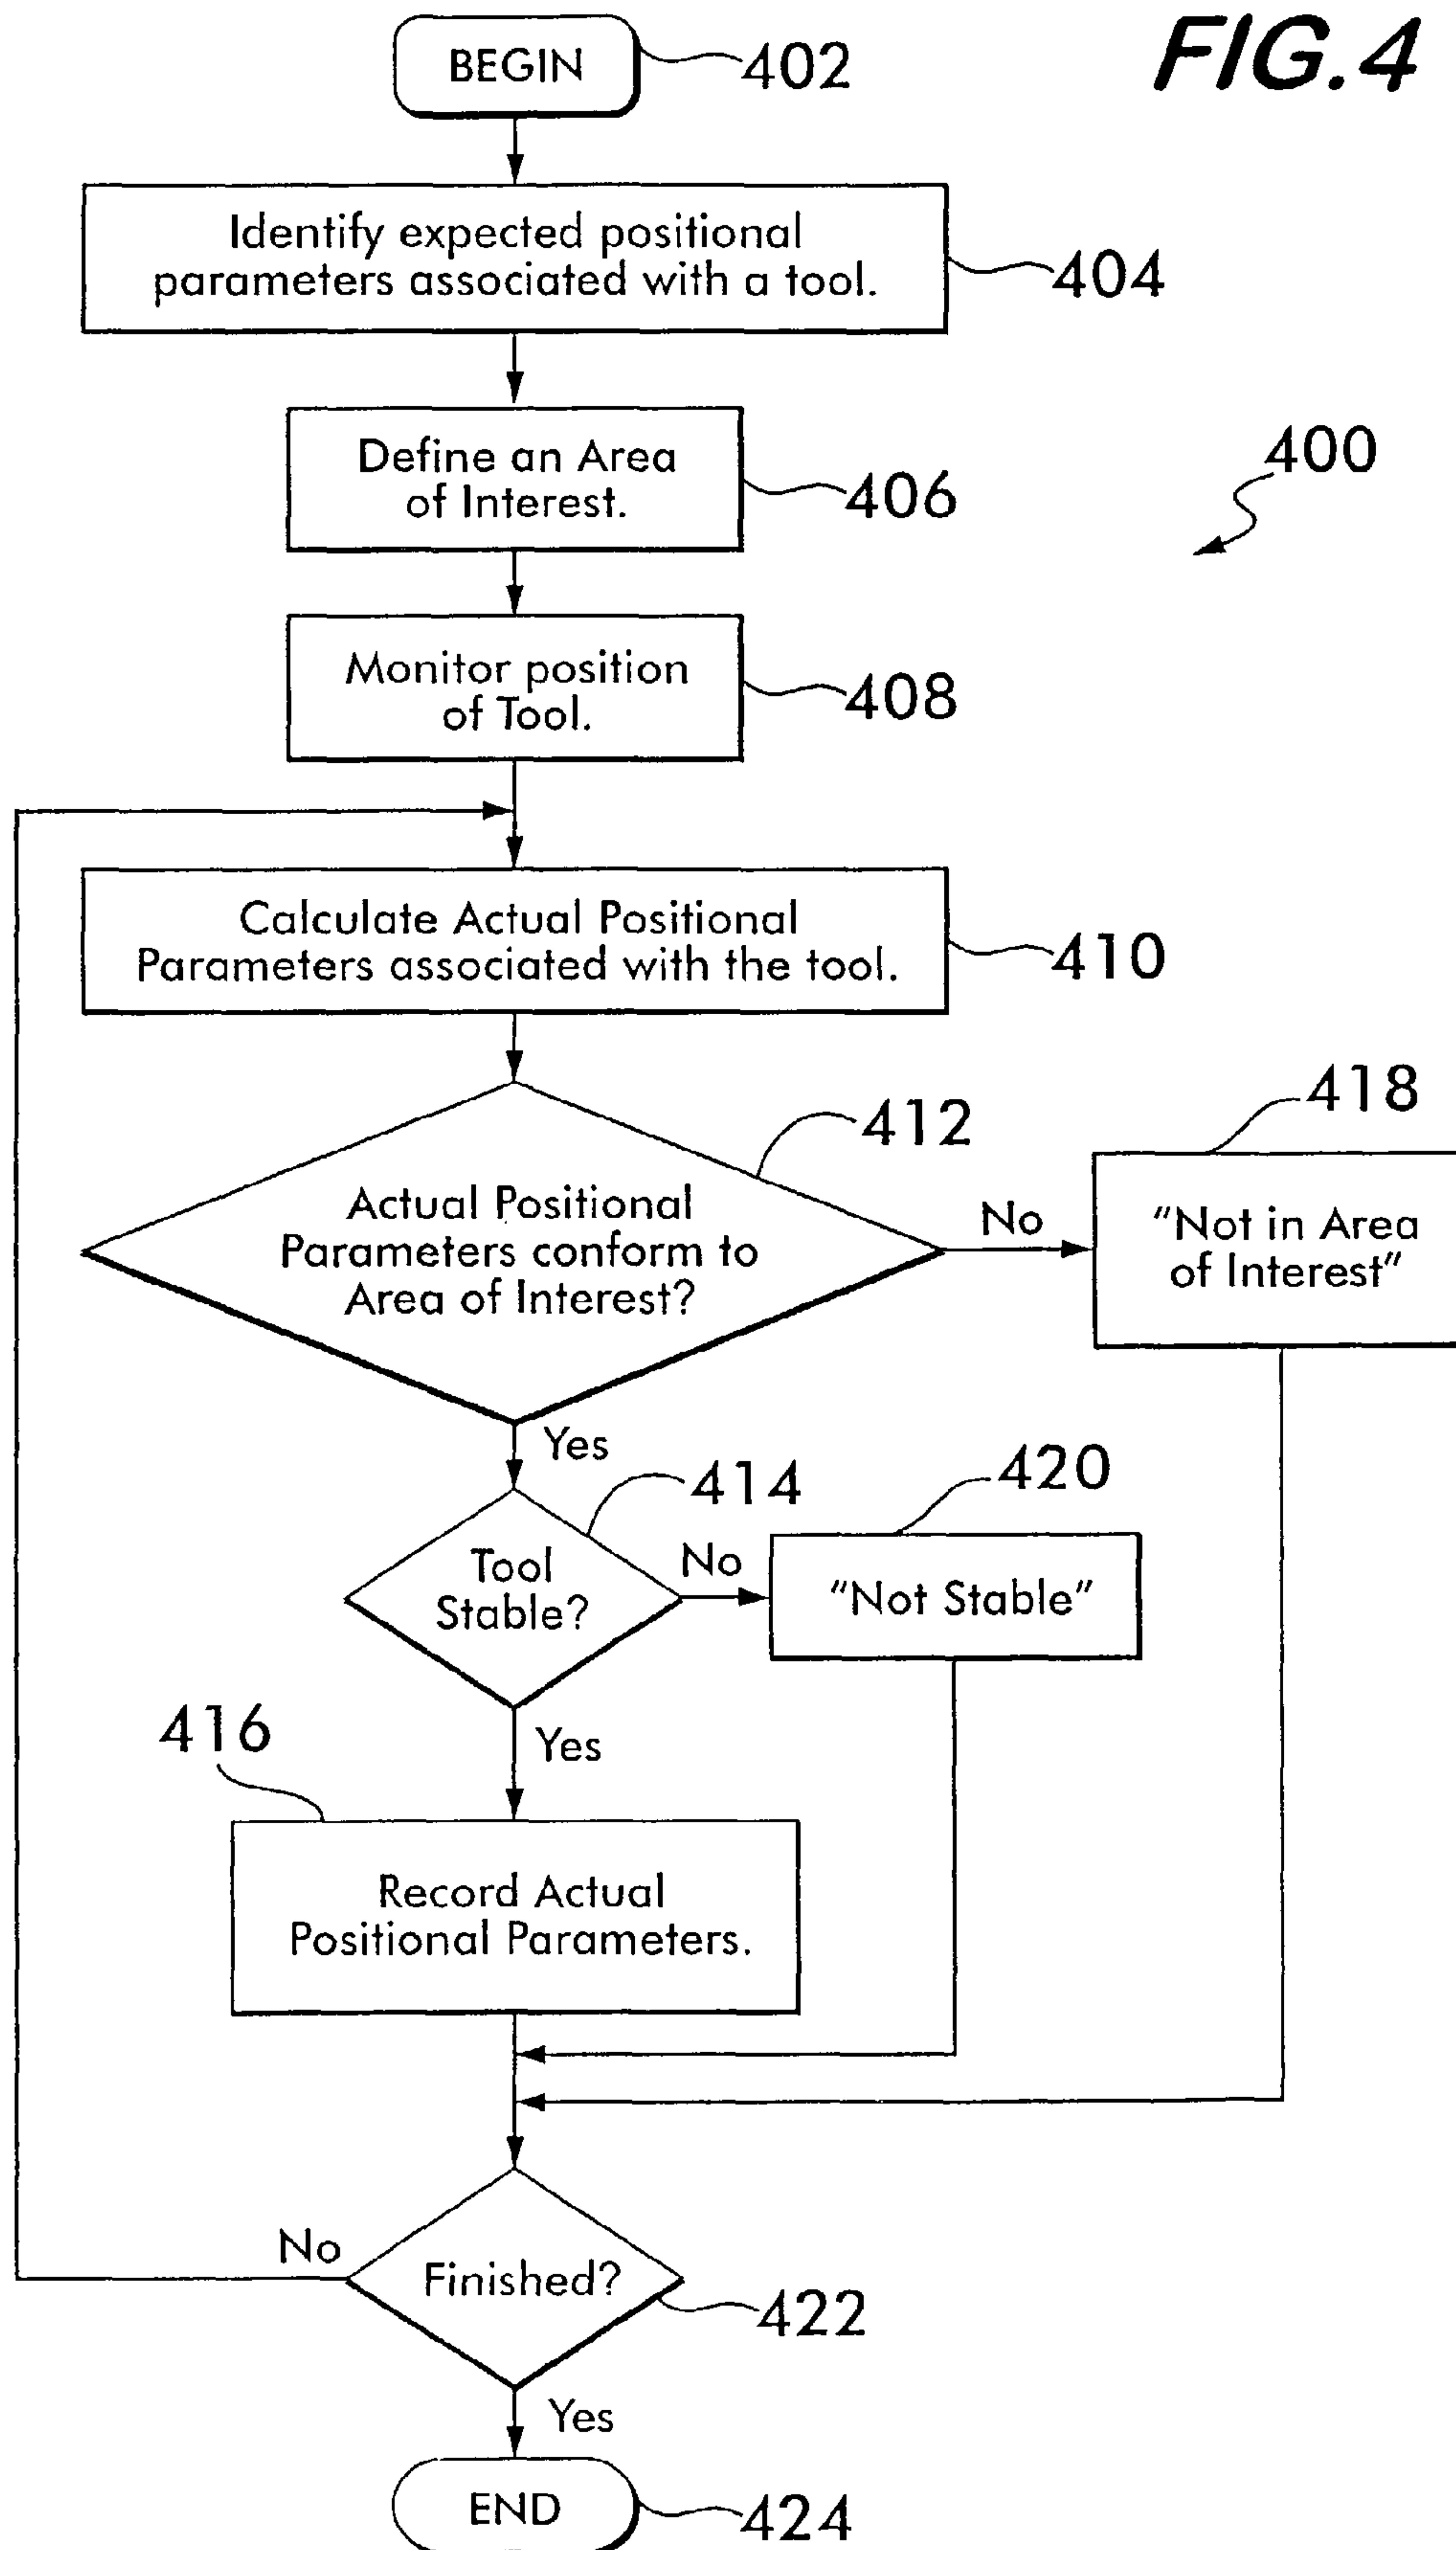 FIG.4
BEGIN
402
Identify expected positional
parameters associated with a tool.
404
Define an Area
of Interest.
406
400
Monitor position
of Tool.
408
Calculate Actual Positional
Parameters associated with the tool.
410
412
418
Actual Positional
Parameters conform to
Area of Interest?
No
"Not in Area
of Interest"
Yes
414
420
Tool
Stable?
No
"Not Stable"
416
Yes
Record Actual
Positional Parameters.
No
Finished?
422
Yes
END
424